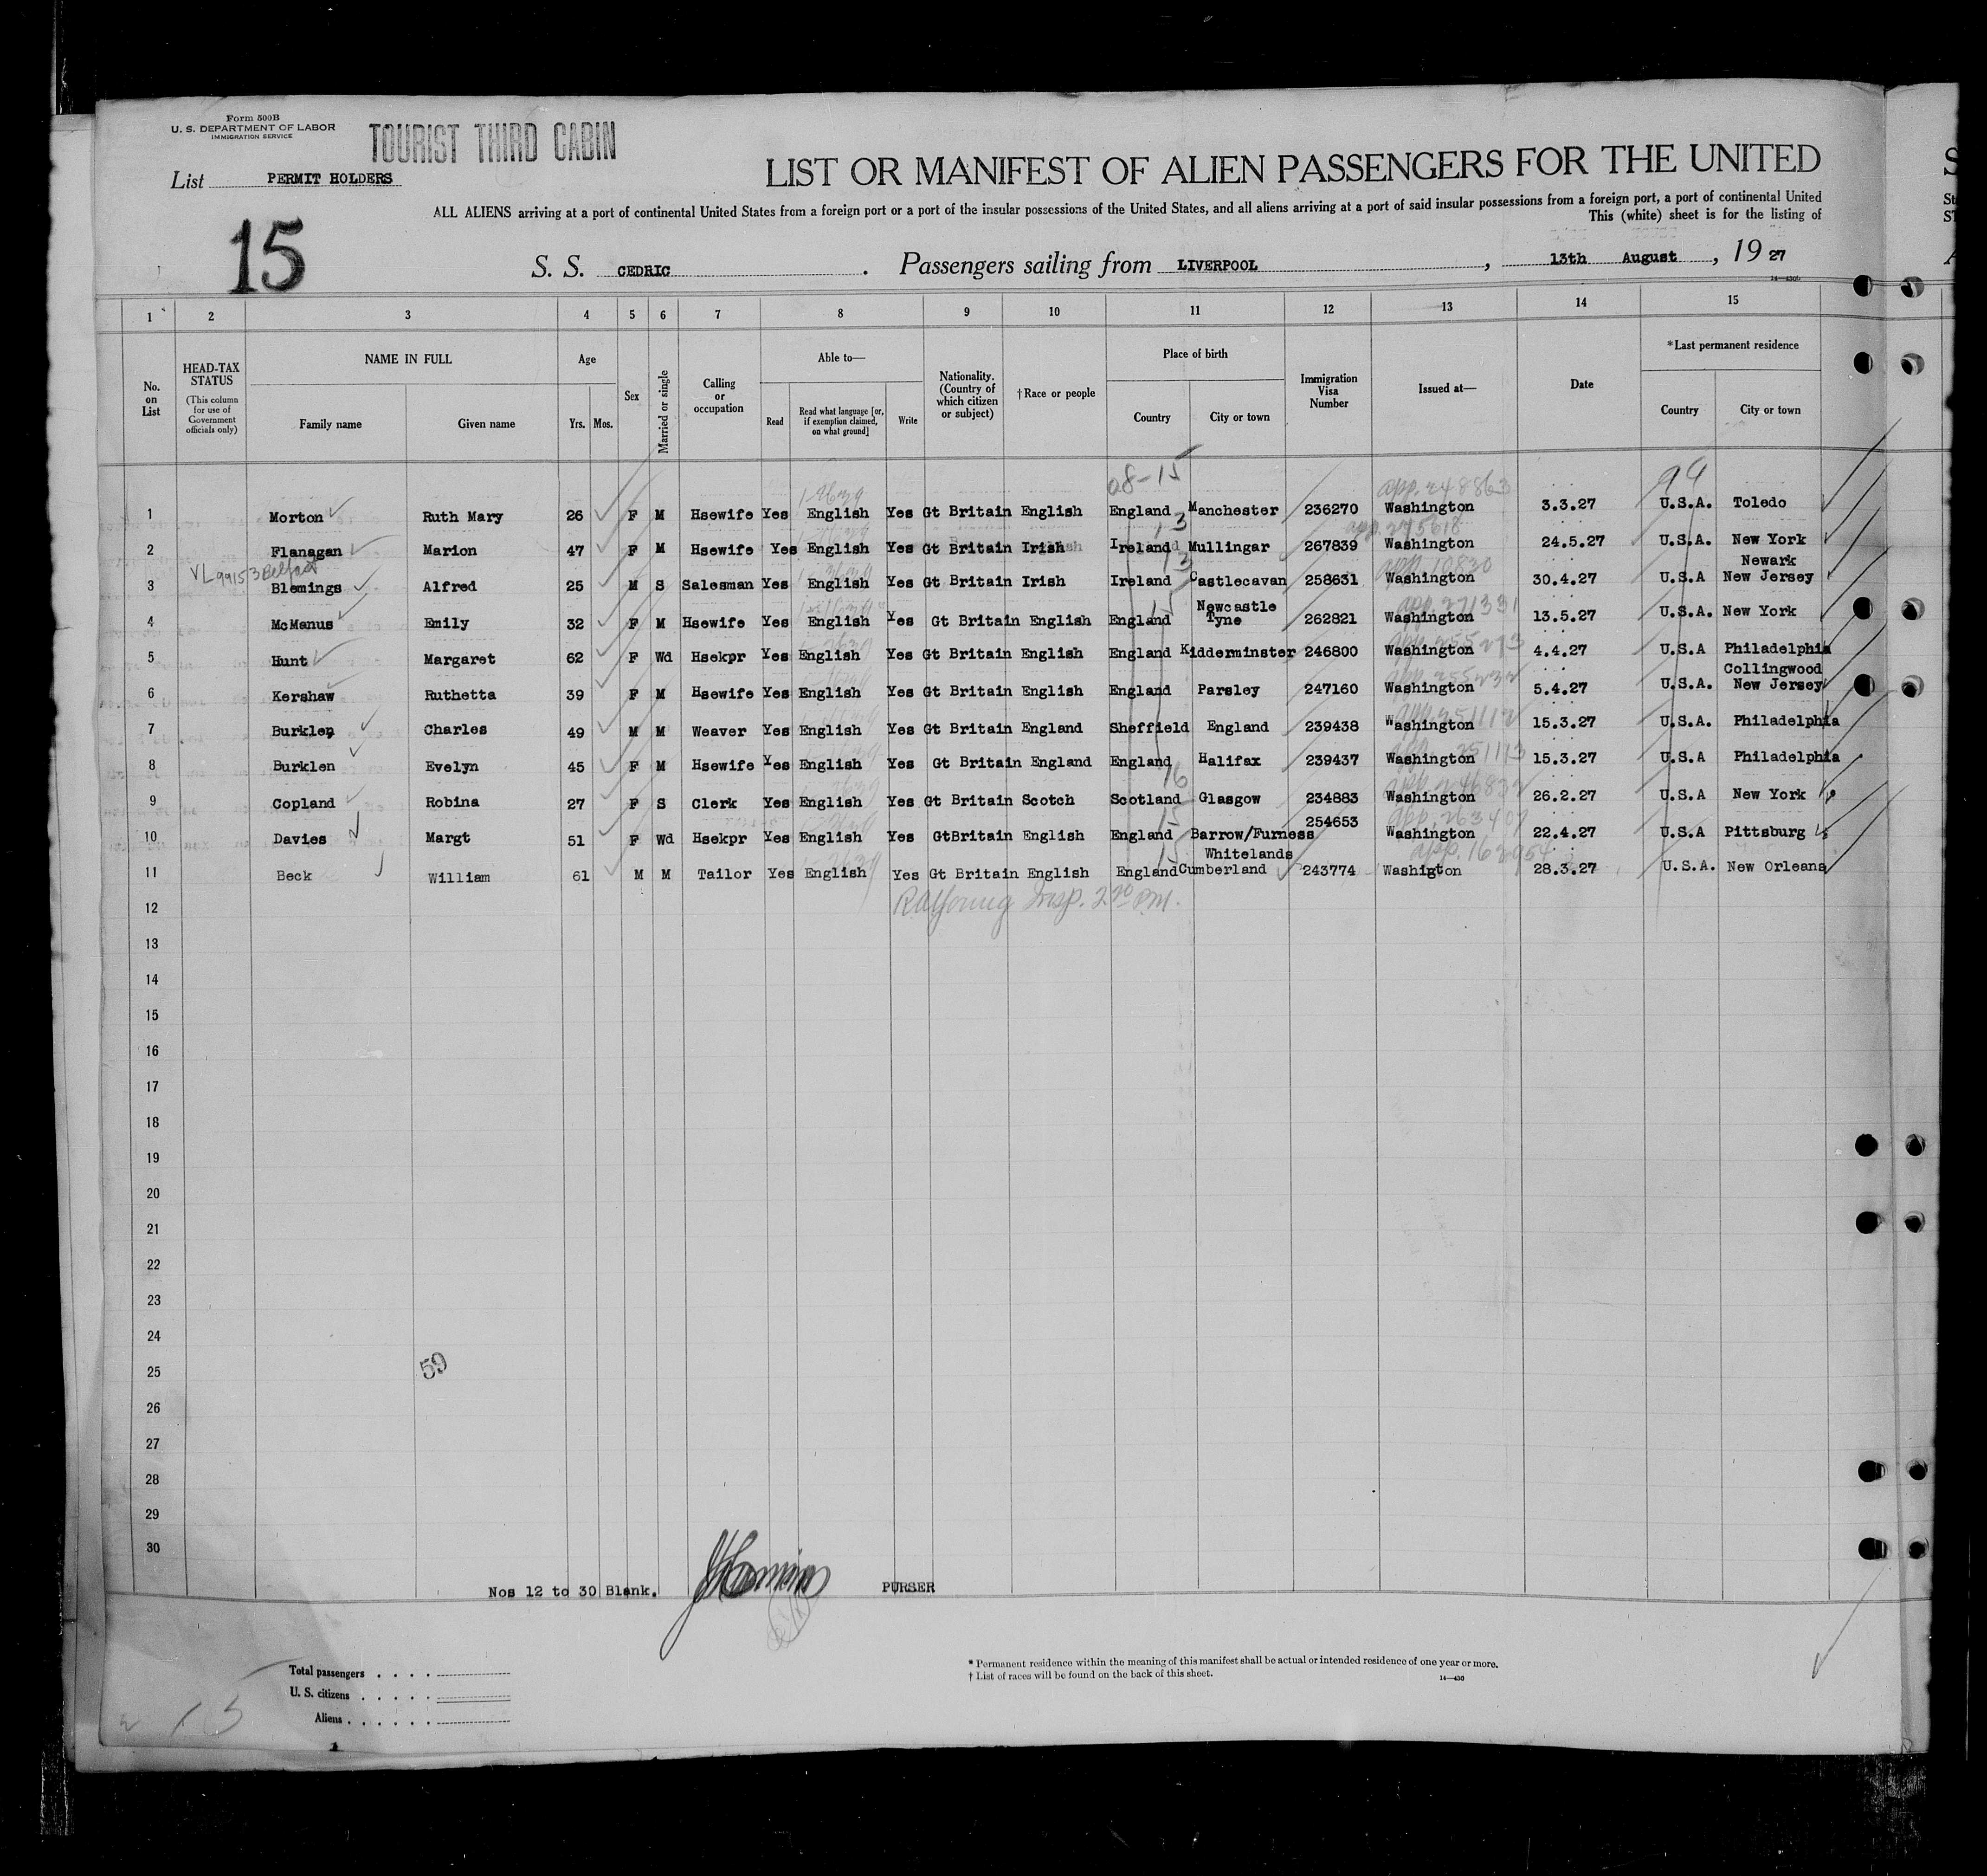 Form 500B
U. S. DEPARTMENT OF LABOR
IMMIGRATION SERVICE
TOURIST THIRD CABIN
List PERMIT HOLDERS
LIST OR MANIFEST OF ALIEN PASSENGERS FOR THE UNITED
ALL ALIENS arriving at a port of continental United States from a foreign port or a port of the insular possessions of the United States, and all aliens arriving at a port of said insular possessions from a foreign port, a port of continental United
This (white) sheet is for the listing of
15
S. S. CEDRIC . Passengers sailing from LIVERPOOL , 13th August , 19 27
1 2 3 4 5 6 7 8 9 10 11 12 13 14 15
No. on List
HEAD-TAX STATUS (This column for use of Government officials only)
NAME IN FULL
Family name Given name
Age
Yrs. Mos.
Sex
Married or single
Calling or occupation
Able to—
Read Read what language [or, if exemption claimed, on what ground] Write
Nationality. (Country of which citizen or subject)
†Race or people
Place of birth
Country City or town
Immigration Visa Number
Issued at—
Date
*Last permanent residence
Country City or town
08-15 99
app. 248863
1 Morton Ruth Mary 26 F M Hsewife Yes English Yes Gt Britain English England Manchester 236270 Washington 3.3.27 U.S.A. Toledo
app. 245618
2 Flanagan Marion 47 F M Hsewife Yes English Yes Gt Britain Irish Ireland Mullingar 267839 Washington 24.5.27 U.S.A. New York
VL 99153 Belfast app. 10830 Newark
3 Blemings Alfred 25 M S Salesman Yes English Yes Gt Britain Irish Ireland Castlecavan 258631 Washington 30.4.27 U.S.A New Jersey
app. 271331
Newcastle
4 McManus Emily 32 F M Hsewife Yes English Yes Gt Britain English England Tyne 262821 Washington 13.5.27 U.S.A. New York
5 Hunt Margaret 62 F Wd Hsekpr Yes English Yes Gt Britain English England Kidderminster 246800 Washington 4.4.27 U.S.A Philadelphia
Collingwood
6 Kershaw Ruthetta 39 F M Hsewife Yes English Yes Gt Britain English England Parsley 247160 Washington 5.4.27 U.S.A. New Jersey
7 Burklen Charles 49 M M Weaver Yes English Yes Gt Britain England Sheffield England 239438 Washington 15.3.27 U.S.A. Philadelphia
8 Burklen Evelyn 45 F M Hsewife Yes English Yes Gt Britain England England Halifax 239437 Washington 15.3.27 U.S.A Philadelphia
9 Copland Robina 27 F S Clerk Yes English Yes Gt Britain Scotch Scotland Glasgow 234883 Washington 26.2.27 U.S.A New York
10 Davies Margt 51 F Wd Hsekpr Yes English Yes GtBritain English England Barrow/Furness 254653 Washington 22.4.27 U.S.A Pittsburg
Whitelands
11 Beck William 61 M M Tailor Yes English Yes Gt Britain English England Cumberland 243774 Washigton 28.3.27 U.S.A. New Orleans
12
13
14
15
16
17
18
19
20
21
22
23
24
25
59
26
27
28
29
30
Nos 12 to 30 Blank. PURSER
Total passengers . . . .
U. S. citizens . . . . .
Aliens . . . . . .
* Permanent residence within the meaning of this manifest shall be actual or intended residence of one year or more.
† List of races will be found on the back of this sheet.
14—430
15